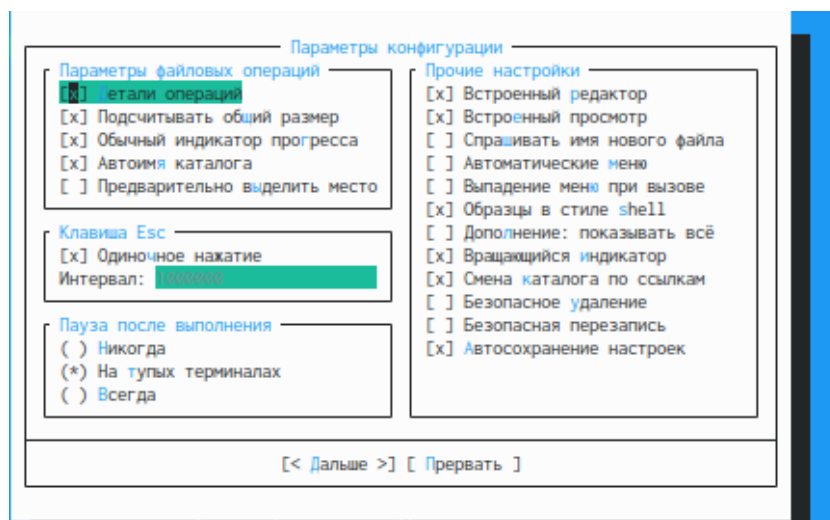 Параметры конфигурации
Параметры файловых операций
[x] Детали операций
[x] Подсчитывать общий размер
[x] Обычный индикатор прогресса
[x] Автоимя каталога
[ ] Предварительно выделить место
Клавиша Esc
[x] Одиночное нажатие
Интервал: 1000000
Пауза после выполнения
( ) Никогда
(*) На тупых терминалах
( ) Всегда
Прочие настройки
[x] Встроенный редактор
[x] Встроенный просмотр
[ ] Спрашивать имя нового файла
[ ] Автоматические меню
[ ] Выпадение меню при вызове
[x] Образцы в стиле shell
[ ] Дополнение: показывать всё
[x] Вращающийся индикатор
[x] Смена каталога по ссылкам
[ ] Безопасное удаление
[ ] Безопасная перезапись
[x] Автосохранение настроек
[< Дальше >] [ Прервать ]